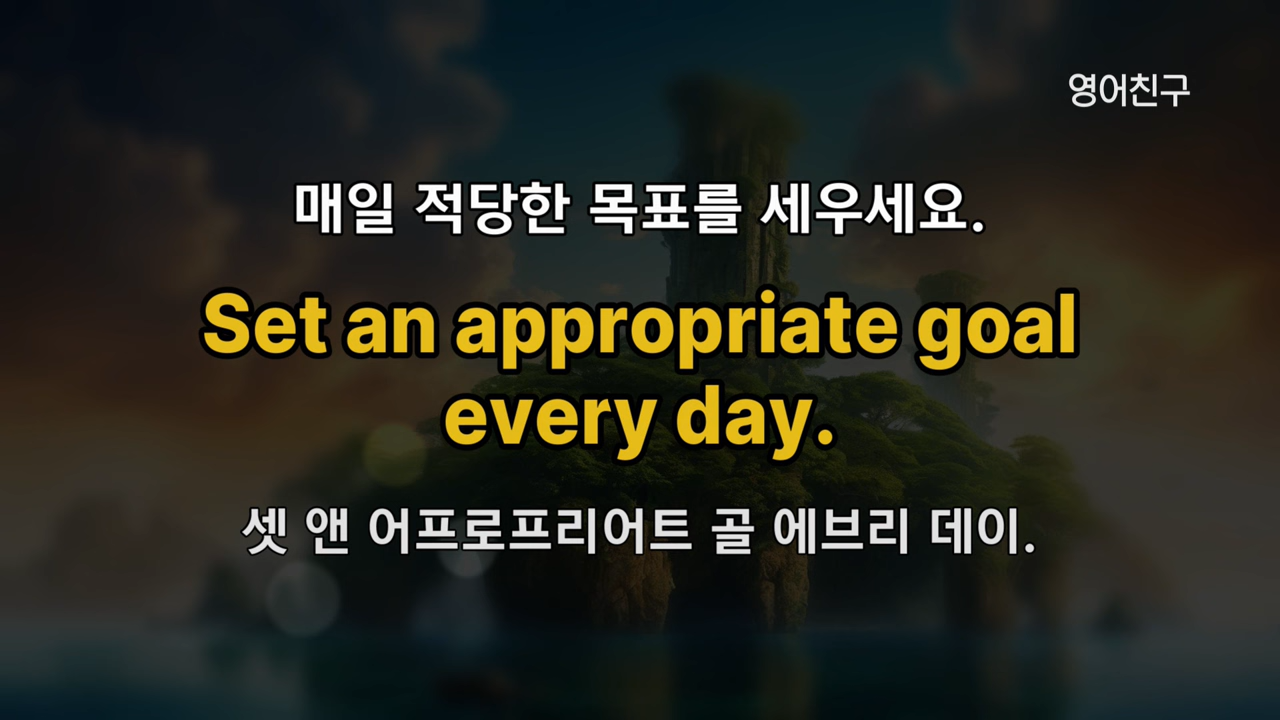 영어친구
매일 적당한 목표를 세우세요.
Set an appropriate goal
every day.
셋 앤 어프로프리어트 골 에브리 데이.